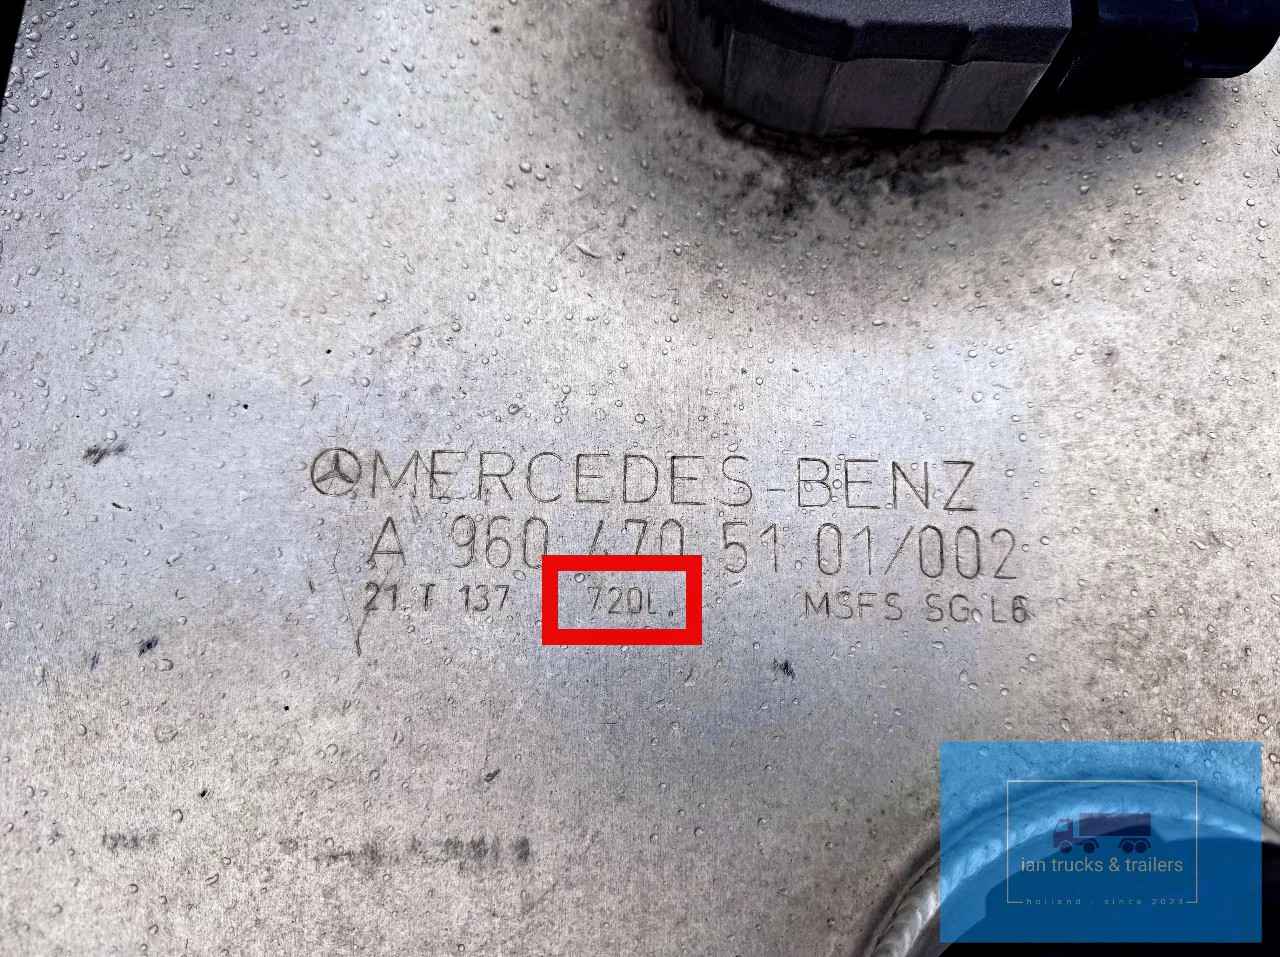 MERCEDES-BENZ
A 960 470 51 01/002
21.T 137 720L. MSFS SG L6
ian trucks & trailers
holland - since 2023